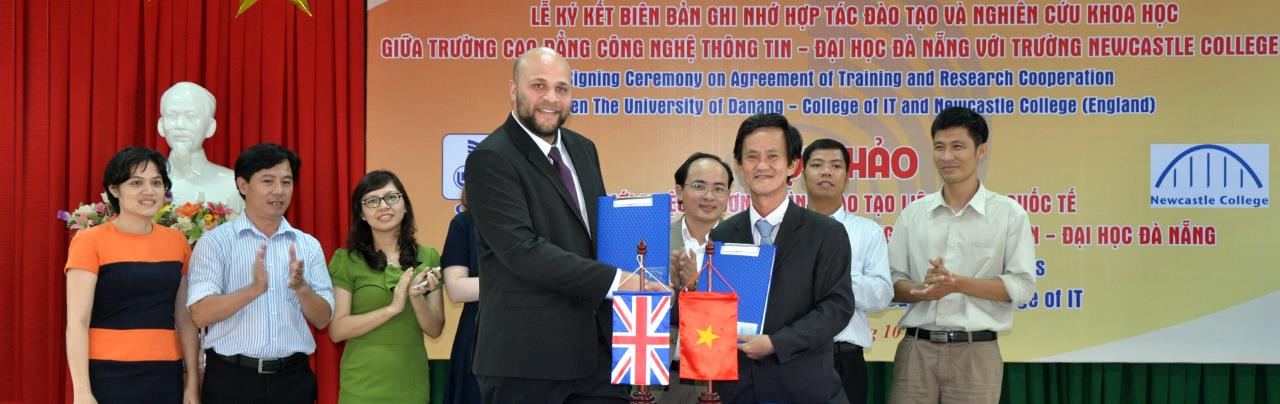 LỄ KÝ KẾT BIÊN BẢN GHI NHỚ HỢP TÁC ĐÀO TẠO VÀ NGHIÊN CỨU KHOA HỌC
GIỮA TRƯỜNG CAO ĐẲNG CÔNG NGHỆ THÔNG TIN – ĐẠI HỌC ĐÀ NẴNG VỚI TRƯỜNG NEWCASTLE COLLEGE
igning Ceremony on Agreement of Training and Research Cooperation
en The University of Danang – College of IT and Newcastle College (England)
HẢO
TẠO QUỐC TẾ
– ĐẠI HỌC ĐÀ NẴNG
of IT
10
Newcastle College